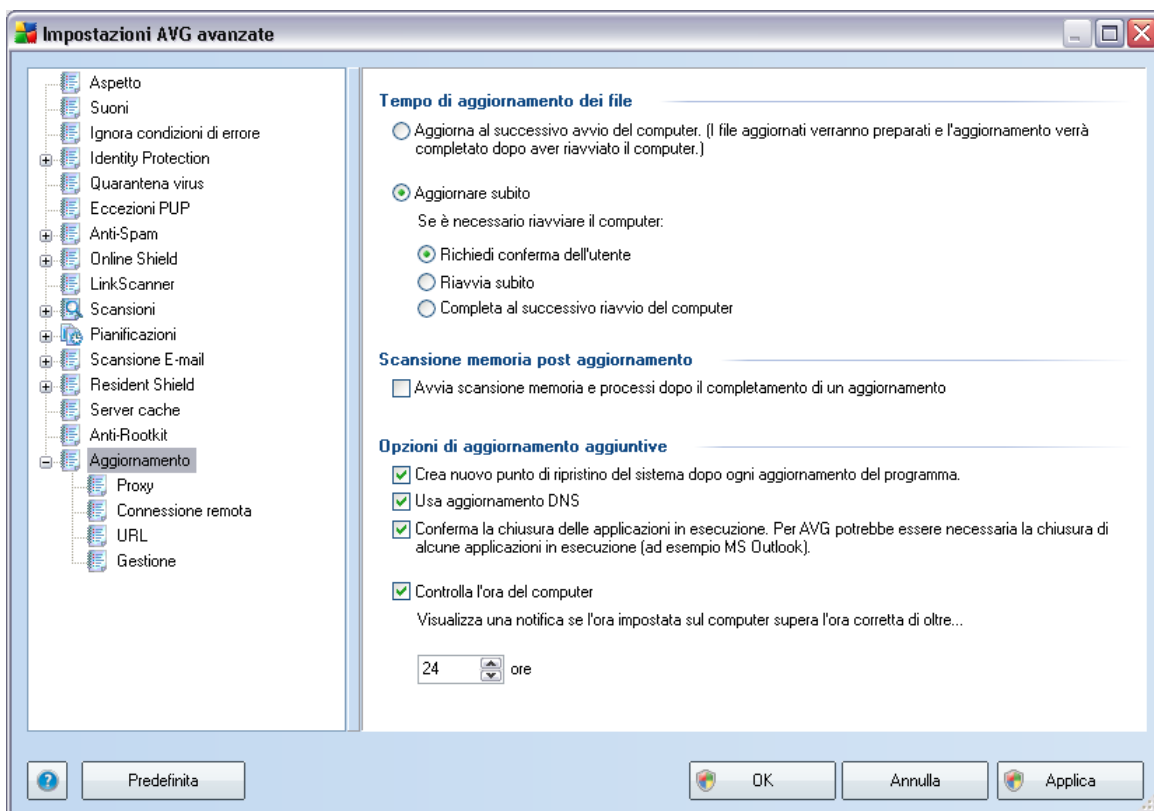 Impostazioni AVG avanzate
Aspetto
Suoni
Ignora condizioni di errore
Identity Protection
Quarantena virus
Eccezioni PUP
Anti-Spam
Online Shield
LinkScanner
Scansioni
Pianificazioni
Scansione E-mail
Resident Shield
Server cache
Anti-Rootkit
Aggiornamento
Proxy
Connessione remota
URL
Gestione
Tempo di aggiornamento dei file
Aggiorna al successivo avvio del computer. (I file aggiornati verranno preparati e l'aggiornamento verrà
completato dopo aver riavviato il computer.)
Aggiornare subito
Se è necessario riavviare il computer:
Richiedi conferma dell'utente
Riavvia subito
Completa al successivo riavvio del computer
Scansione memoria post aggiornamento
Avvia scansione memoria e processi dopo il completamento di un aggiornamento
Opzioni di aggiornamento aggiuntive
Crea nuovo punto di ripristino del sistema dopo ogni aggiornamento del programma.
Usa aggiornamento DNS
Conferma la chiusura delle applicazioni in esecuzione. Per AVG potrebbe essere necessaria la chiusura di
alcune applicazioni in esecuzione (ad esempio MS Outlook).
Controlla l'ora del computer
Visualizza una notifica se l'ora impostata sul computer supera l'ora corretta di oltre...
24 ore
Predefinita
OK
Annulla
Applica